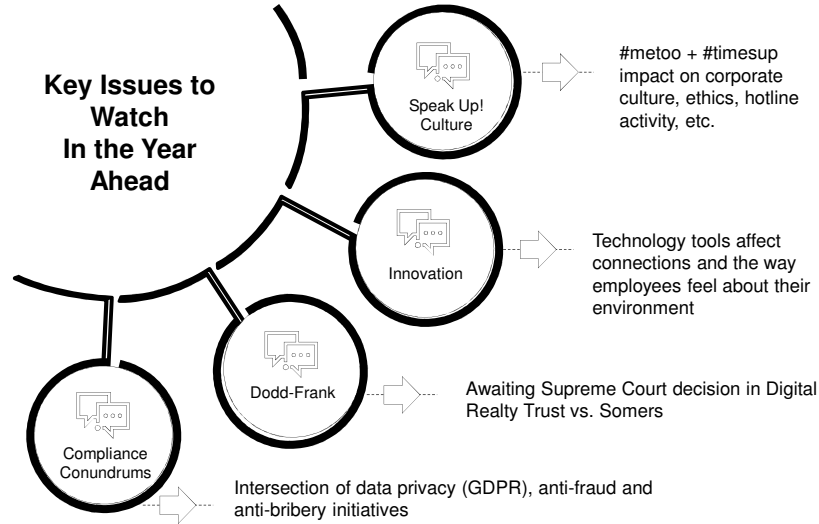 Key Issues to
Watch
In the Year
Ahead
Speak Up!
Culture
#metoo + #timesup
impact on corporate
culture, ethics, hotline
activity, etc.
Innovation
Technology tools affect
connections and the way
employees feel about their
environment
Dodd-Frank
Awaiting Supreme Court decision in Digital
Realty Trust vs. Somers
Compliance
Conundrums
Intersection of data privacy (GDPR), anti-fraud and
anti-bribery initiatives